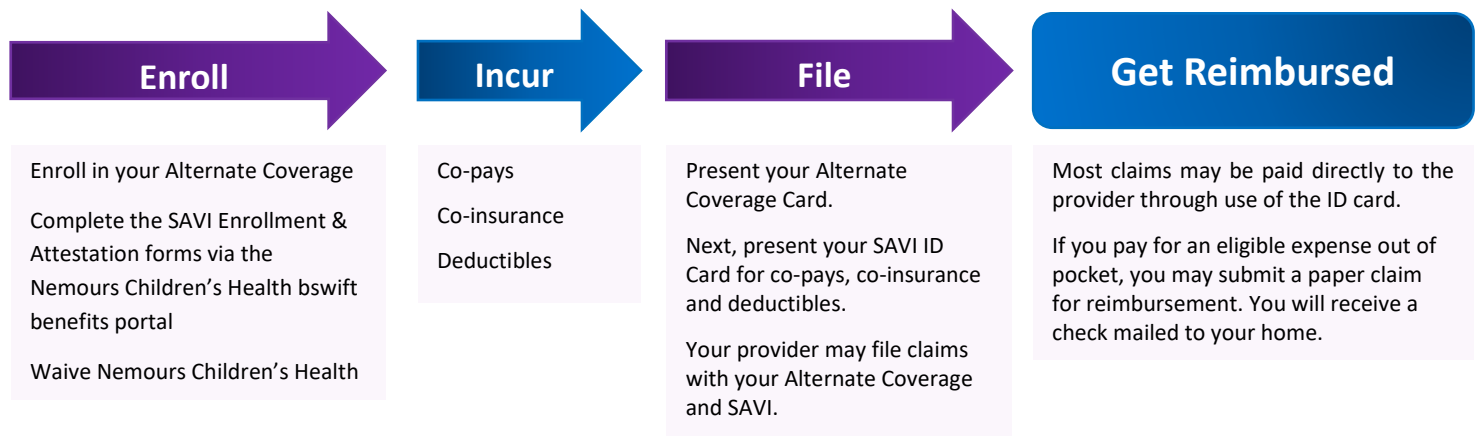 Enroll
Enroll in your Alternate Coverage
Complete the SAVI Enrollment &
Attestation forms via the
Nemours Children’s Health bswift
benefits portal
Waive Nemours Children’s Health
Incur
Co-pays
Co-insurance
Deductibles
File
Present your Alternate
Coverage Card.
Next, present your SAVI ID
Card for co-pays, co-insurance
and deductibles.
Your provider may file claims
with your Alternate Coverage
and SAVI.
Get Reimbursed
Most claims may be paid directly to the
provider through use of the ID card.
If you pay for an eligible expense out of
pocket, you may submit a paper claim
for reimbursement. You will receive a
check mailed to your home.